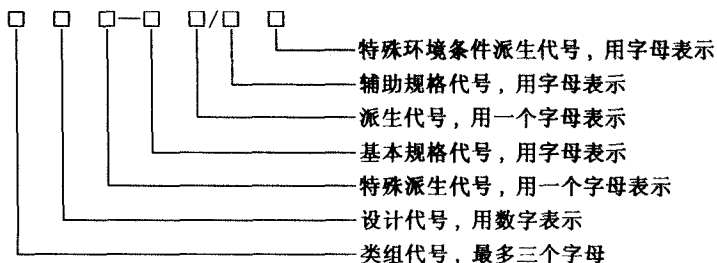 □ □ □—□ □/□ □
特殊环境条件派生代号，用字母表示
辅助规格代号，用字母表示
派生代号，用一个字母表示
基本规格代号，用字母表示
特殊派生代号，用一个字母表示
设计代号，用数字表示
类组代号，最多三个字母